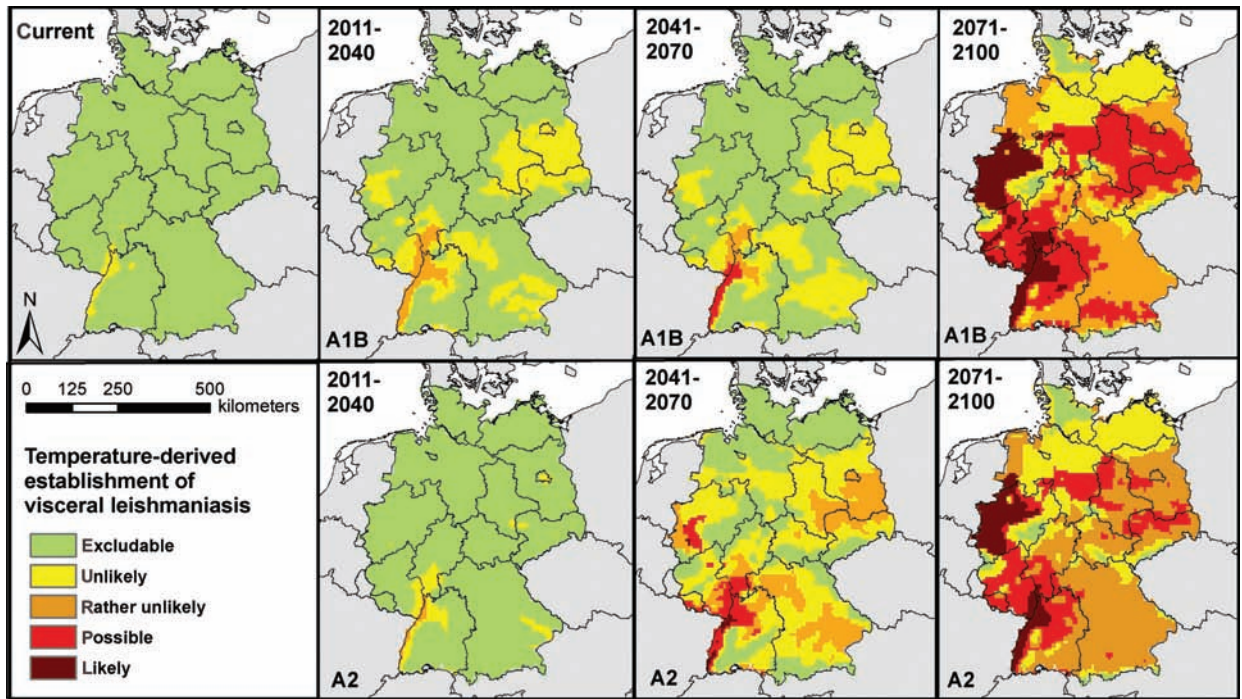 Current
N
2011-
2040
A1B
2041-
2070
A1B
2071-
2100
A1B
0 125 250 500
kilometers
Temperature-derived
establishment of
visceral leishmaniasis
Excludable
Unlikely
Rather unlikely
Possible
Likely
2011-
2040
A2
2041-
2070
A2
2071-
2100
A2